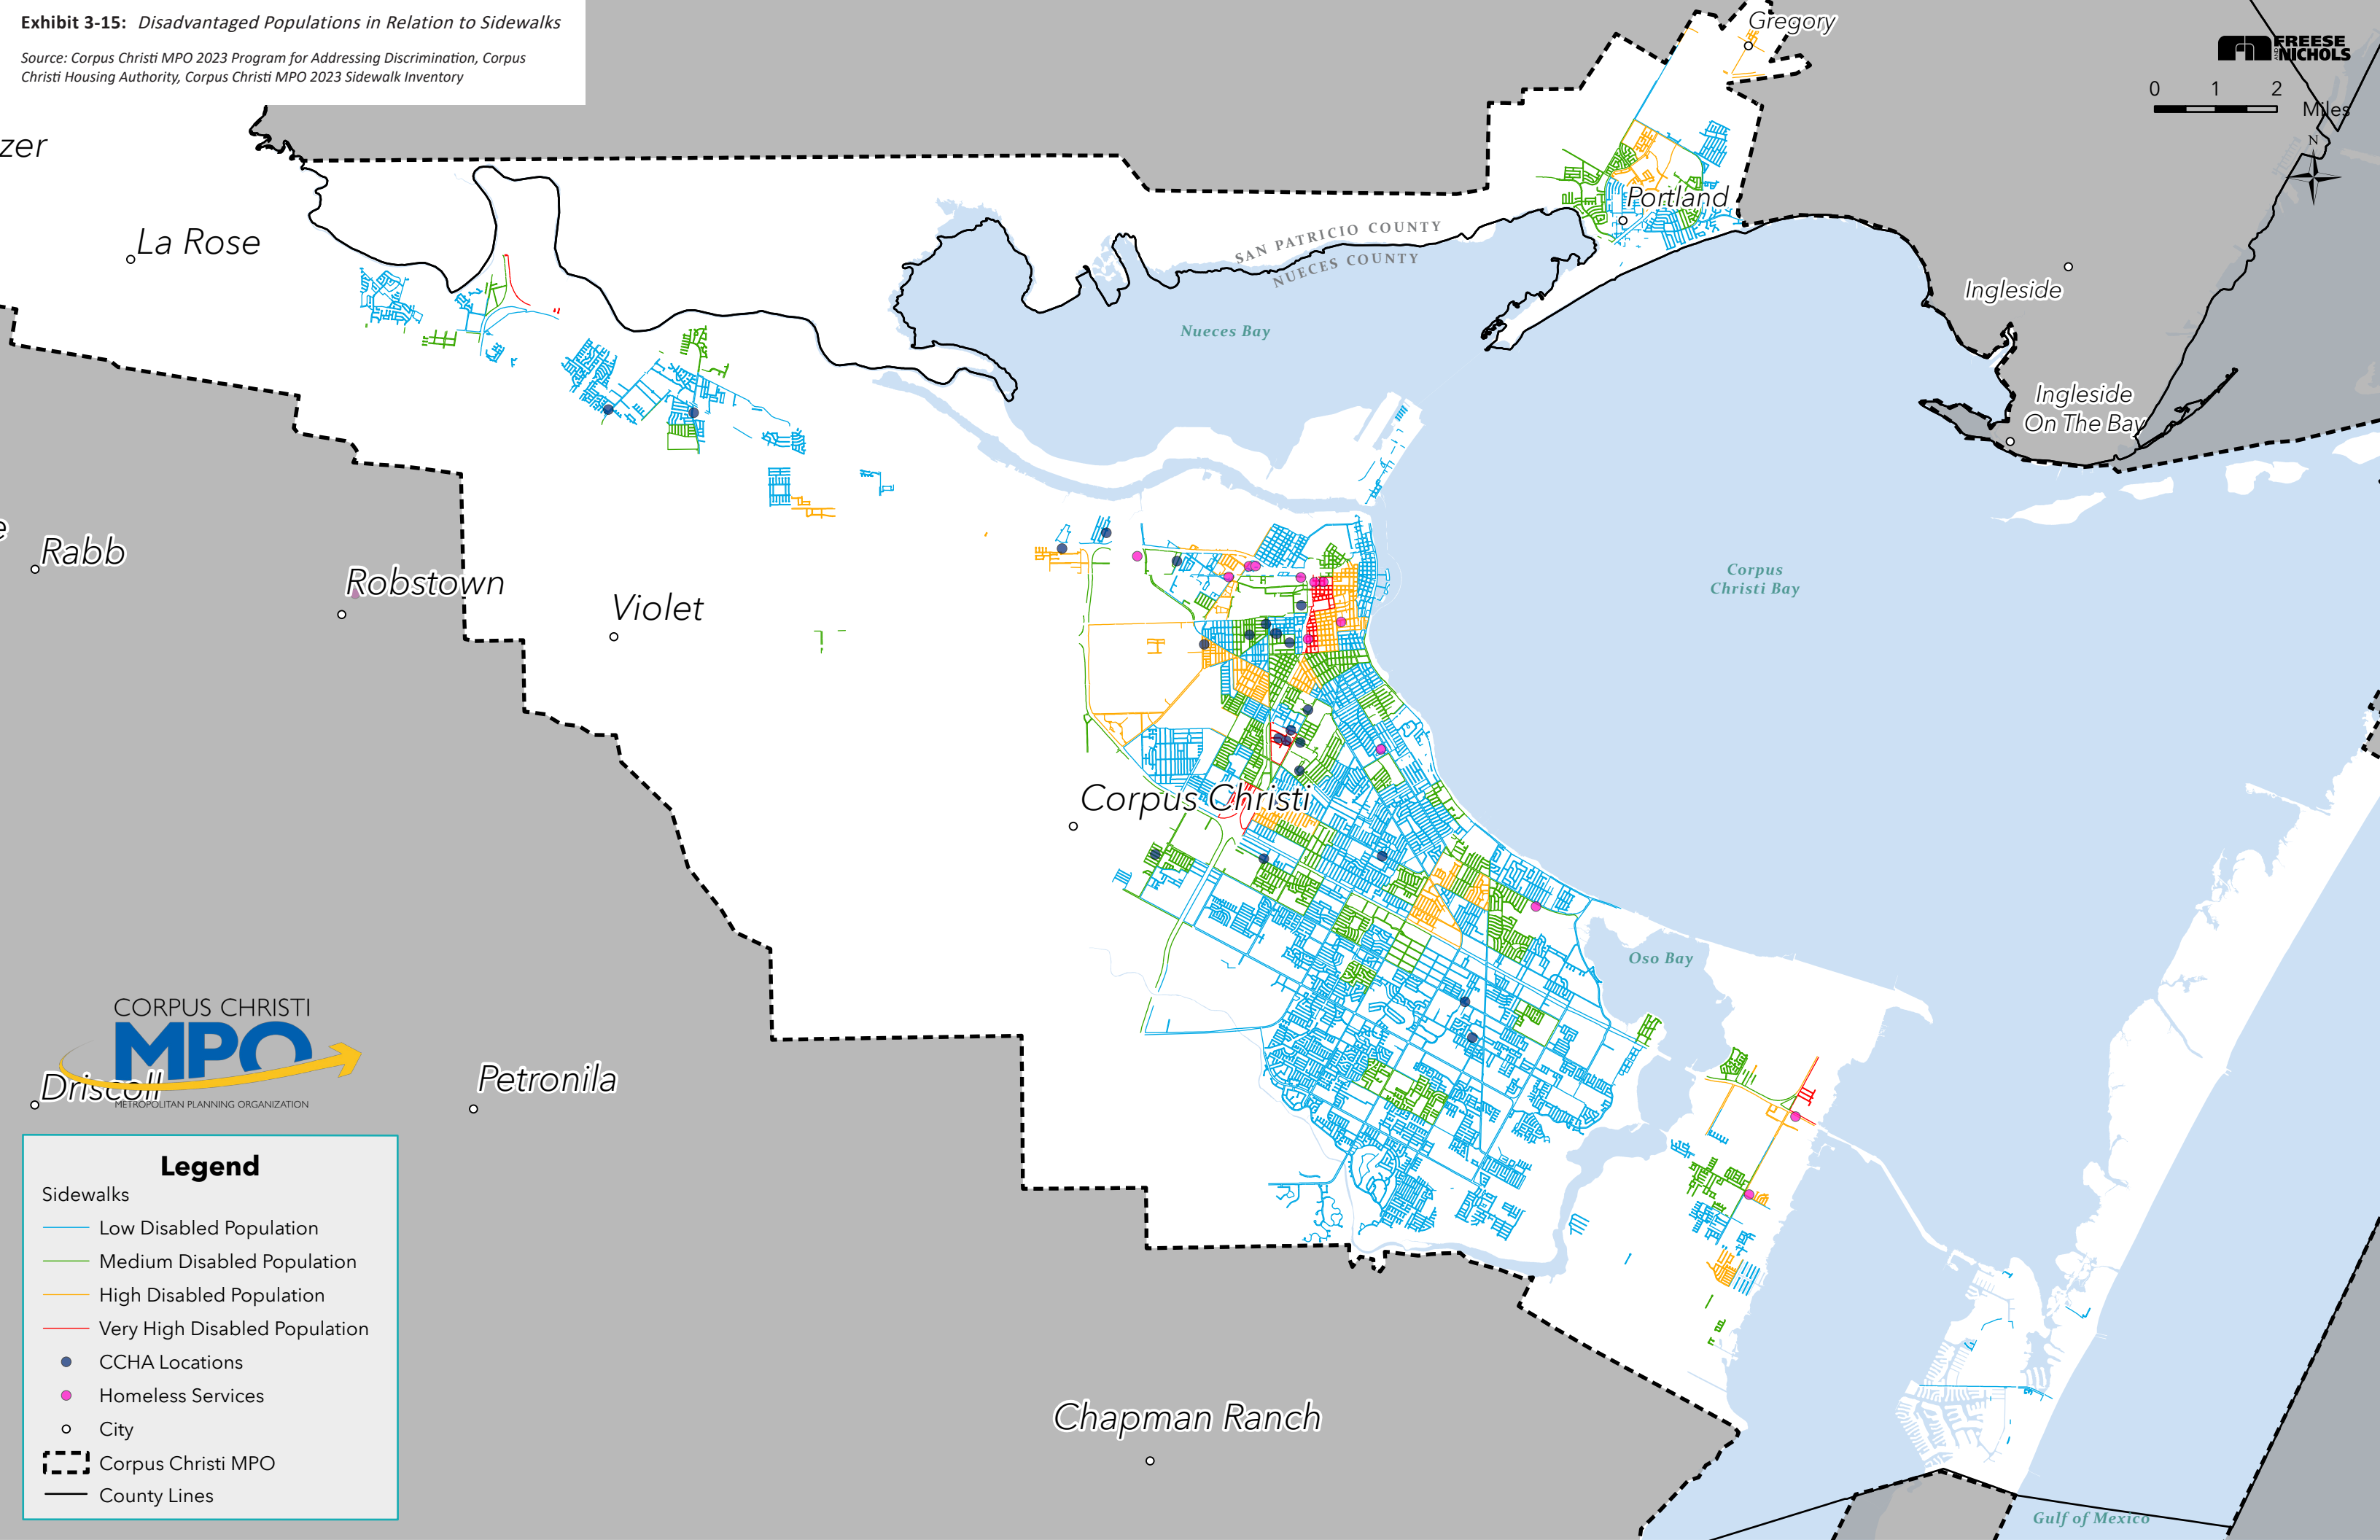 Exhibit 3-15: Disadvantaged Populations in Relation to Sidewalks
Source: Corpus Christi MPO 2023 Program for Addressing Discrimination, Corpus
Christi Housing Authority, Corpus Christi MPO 2023 Sidewalk Inventory
Gregory
FREESE
AND NICHOLS
0 1 2
Miles
N
zer
La Rose
Portland
SAN PATRICIO COUNTY
NUECES COUNTY
Nueces Bay
Ingleside
Ingleside
On The Bay
e
Rabb
Robstown
Violet
Corpus
Christi Bay
Corpus Christi
Oso Bay
CORPUS CHRISTI
MPO
METROPOLITAN PLANNING ORGANIZATION
Driscoll
Petronila
Chapman Ranch
Gulf of Mexico
Legend
Sidewalks
Low Disabled Population
Medium Disabled Population
High Disabled Population
Very High Disabled Population
CCHA Locations
Homeless Services
City
Corpus Christi MPO
County Lines